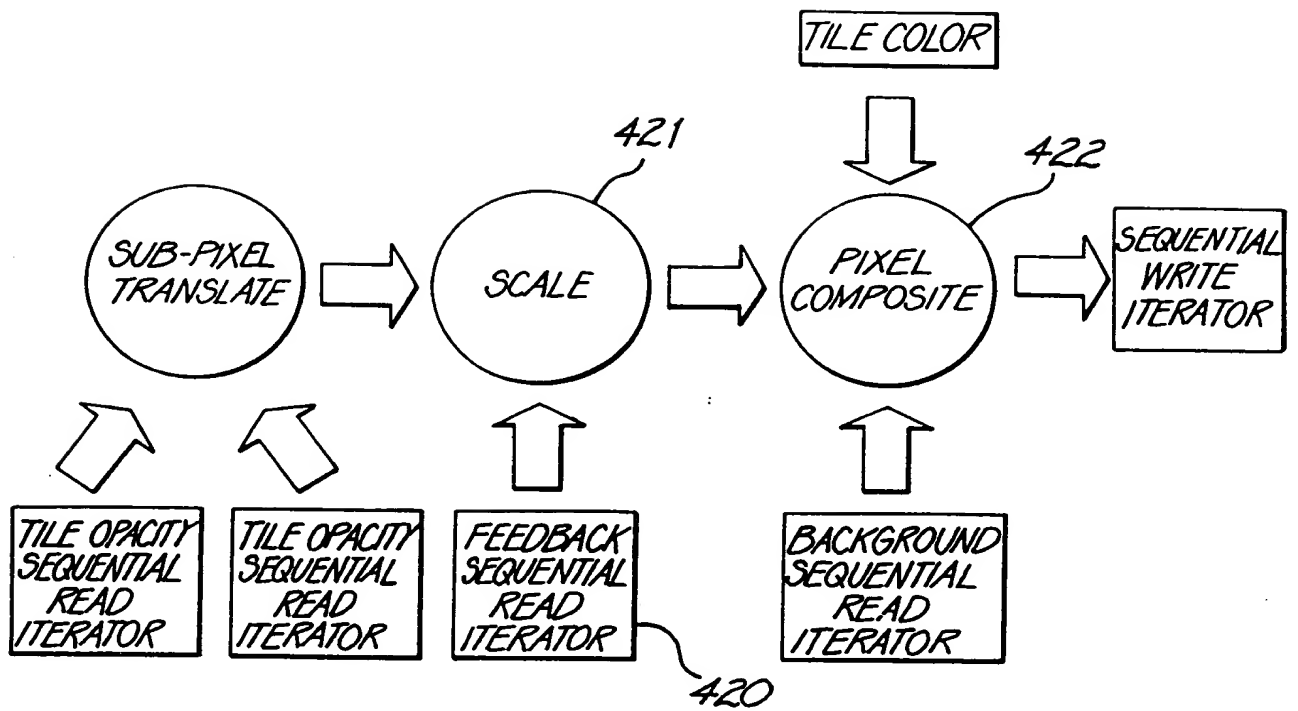 TILE COLOR
421
422
SUB-PIXEL
TRANSLATE
SCALE
PIXEL
COMPOSITE
SEQUENTIAL
WRITE
ITERATOR
TILE OPACITY
SEQUENTIAL
READ
ITERATOR
TILE OPACITY
SEQUENTIAL
READ
ITERATOR
FEEDBACK
SEQUENTIAL
READ
ITERATOR
BACKGROUND
SEQUENTIAL
READ
ITERATOR
420